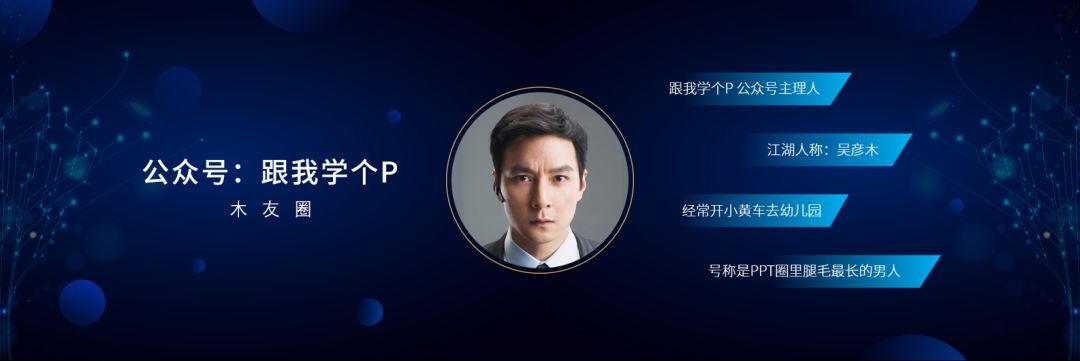 公众号：跟我学个P
木友圈
跟我学个P 公众号主理人
江湖人称：吴彦木
经常开小黄车去幼儿园
号称是PPT圈里腿毛最长的男人